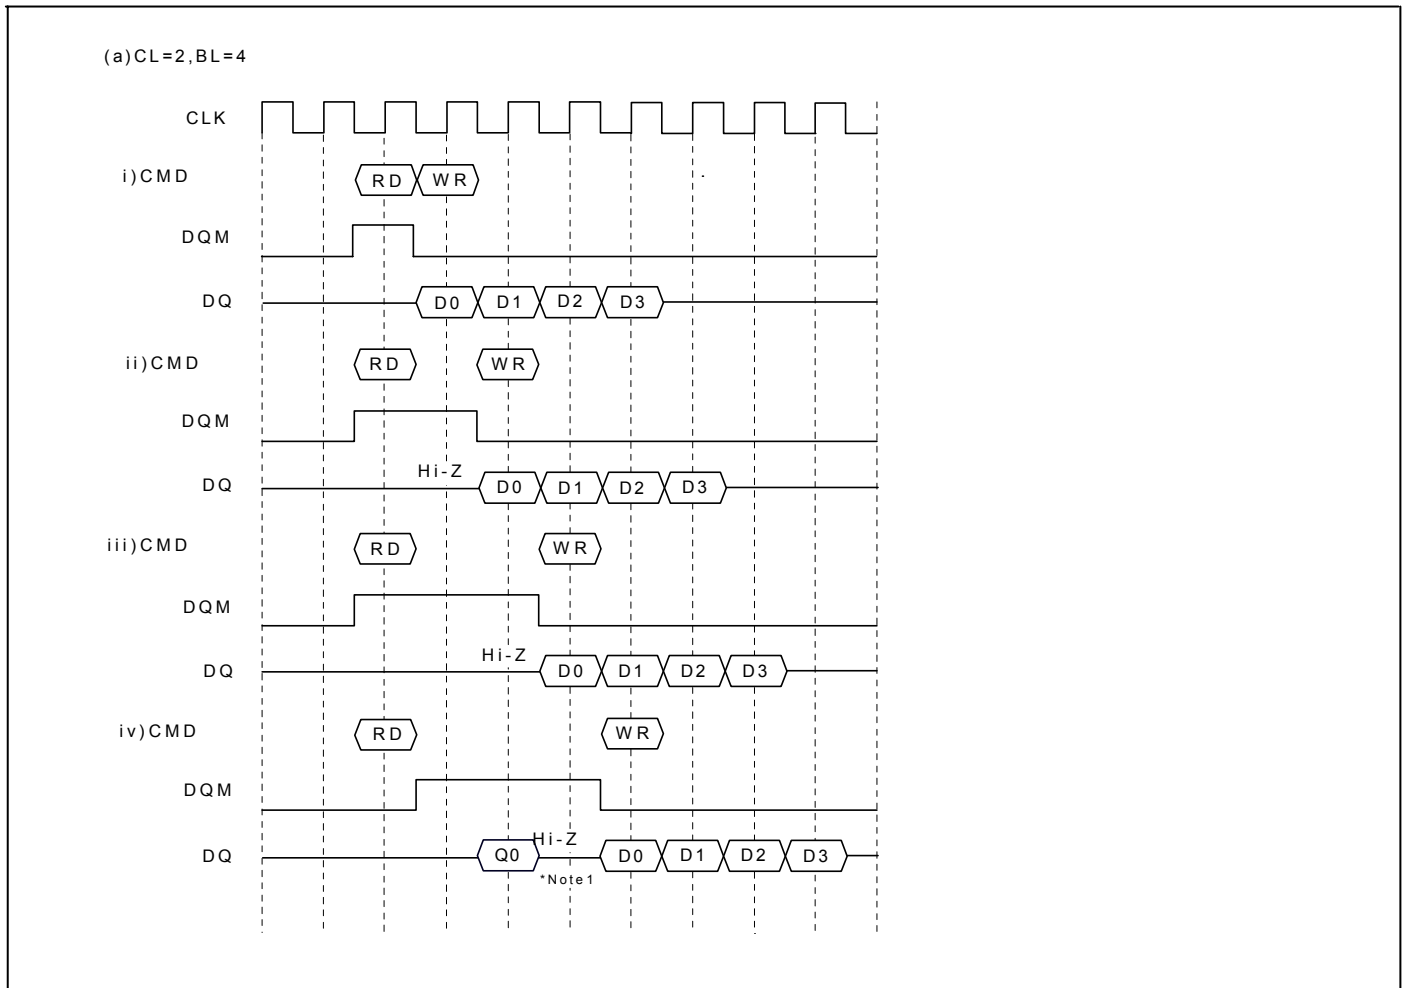 (a)CL=2,BL=4
CLK
i)CMD RD WR
DQM
DQ D0 D1 D2 D3
ii)CMD RD WR
DQM
Hi-Z
DQ D0 D1 D2 D3
iii)CMD RD WR
DQM
Hi-Z
DQ D0 D1 D2 D3
iv)CMD RD WR
DQM
Hi-Z
DQ Q0 D0 D1 D2 D3
*Note1